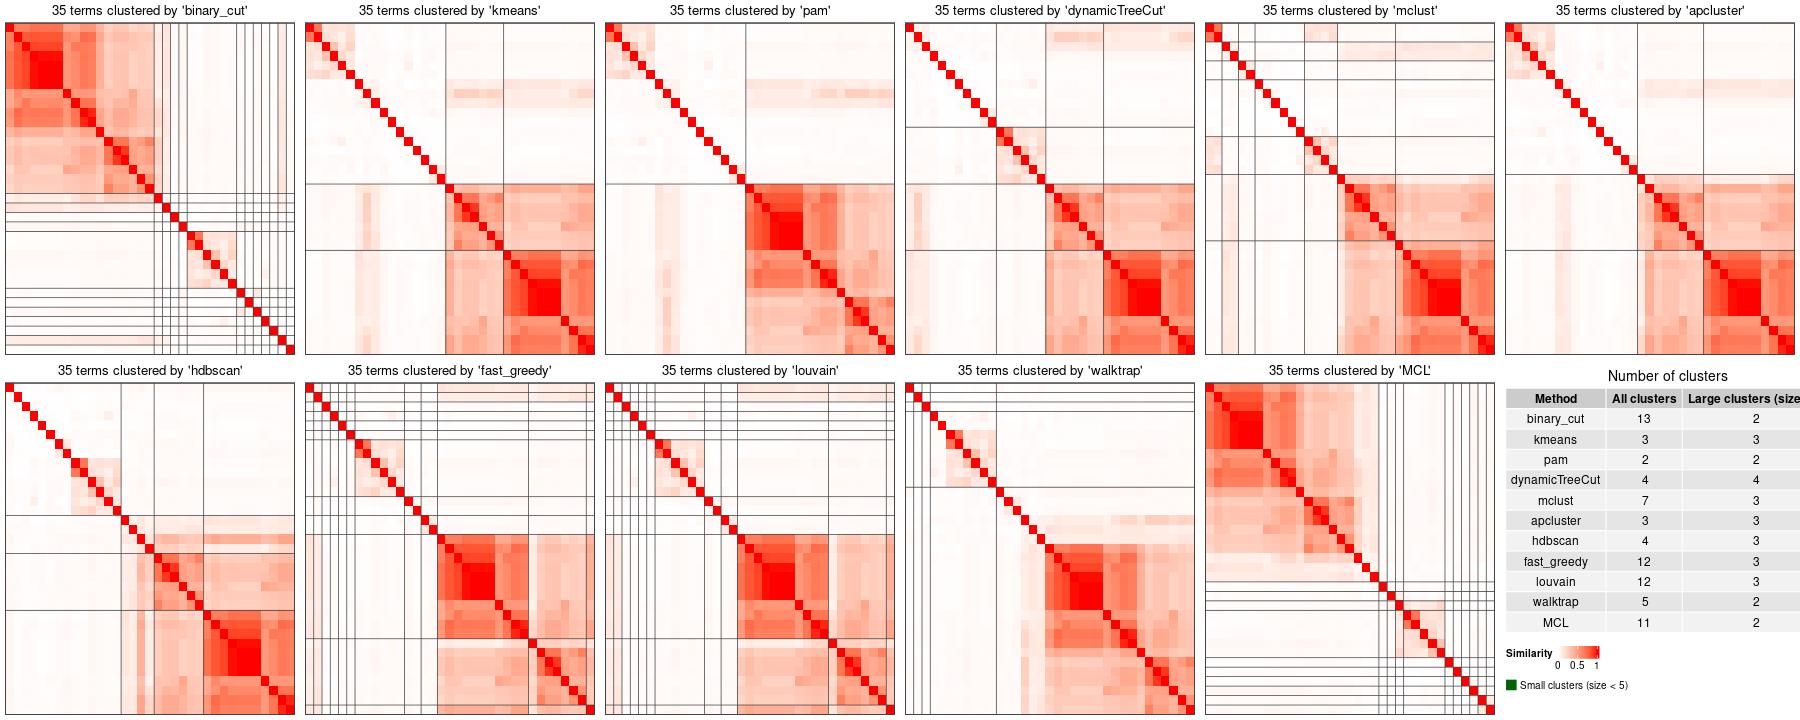 35 terms clustered by 'binary_cut'
35 terms clustered by 'kmeans'
35 terms clustered by 'pam'
35 terms clustered by 'dynamicTreeCut'
35 terms clustered by 'mclust'
35 terms clustered by 'apcluster'
35 terms clustered by 'hdbscan'
35 terms clustered by 'fast_greedy'
35 terms clustered by 'louvain'
35 terms clustered by 'walktrap'
35 terms clustered by 'MCL'
Number of clusters
Method All clusters Large clusters (size
binary_cut 13 2
kmeans 3 3
pam 2 2
dynamicTreeCut 4 4
mclust 7 3
apcluster 3 3
hdbscan 4 3
fast_greedy 12 3
louvain 12 3
walktrap 5 2
MCL 11 2
Similarity
0 0.5 1
Small clusters (size < 5)